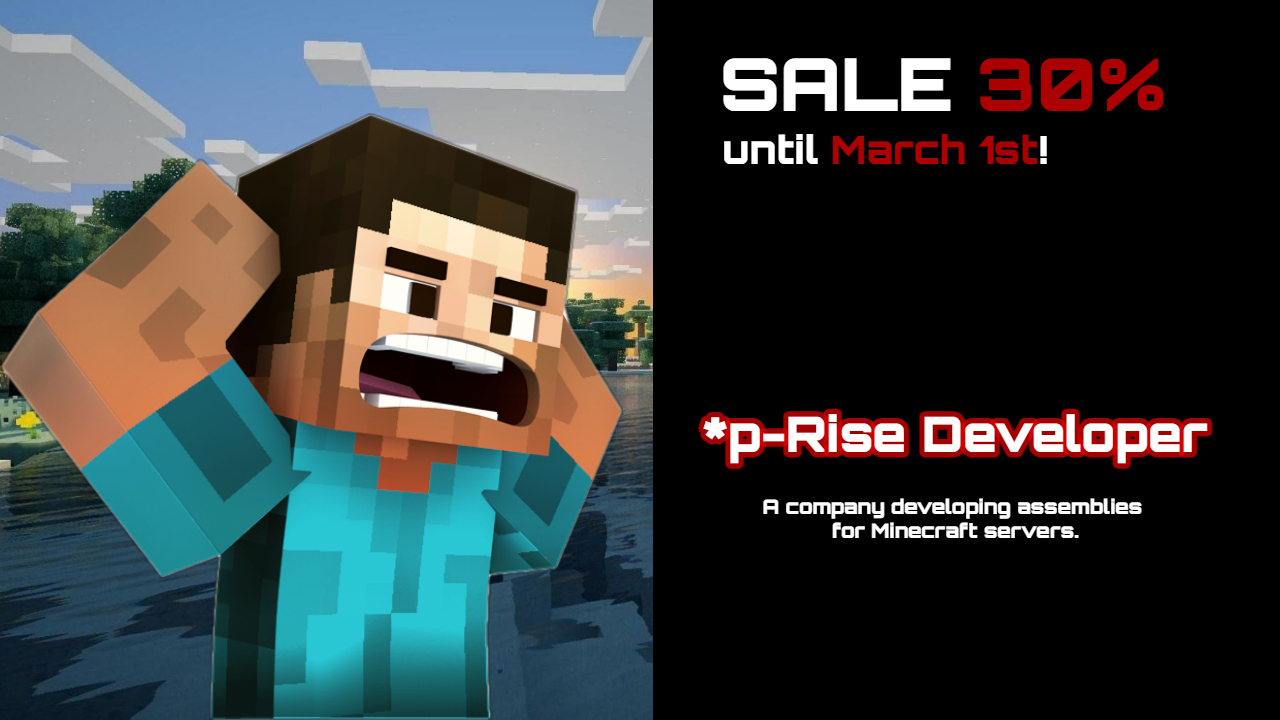 SALE 30%
until March 1st!
*p-Rise Developer
A company developing assemblies
for Minecraft servers.